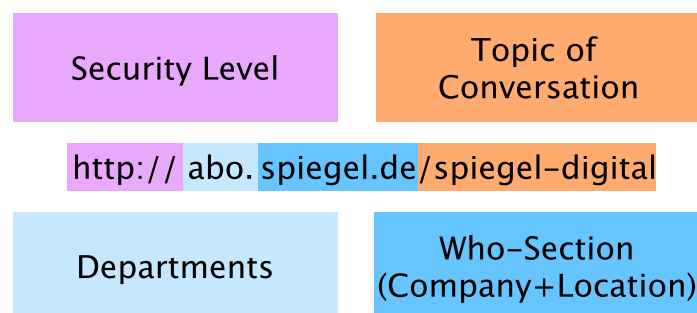 Security Level
Topic of
Conversation
http:// abo.spiegel.de/spiegel-digital
Departments
Who-Section
(Company+Location)